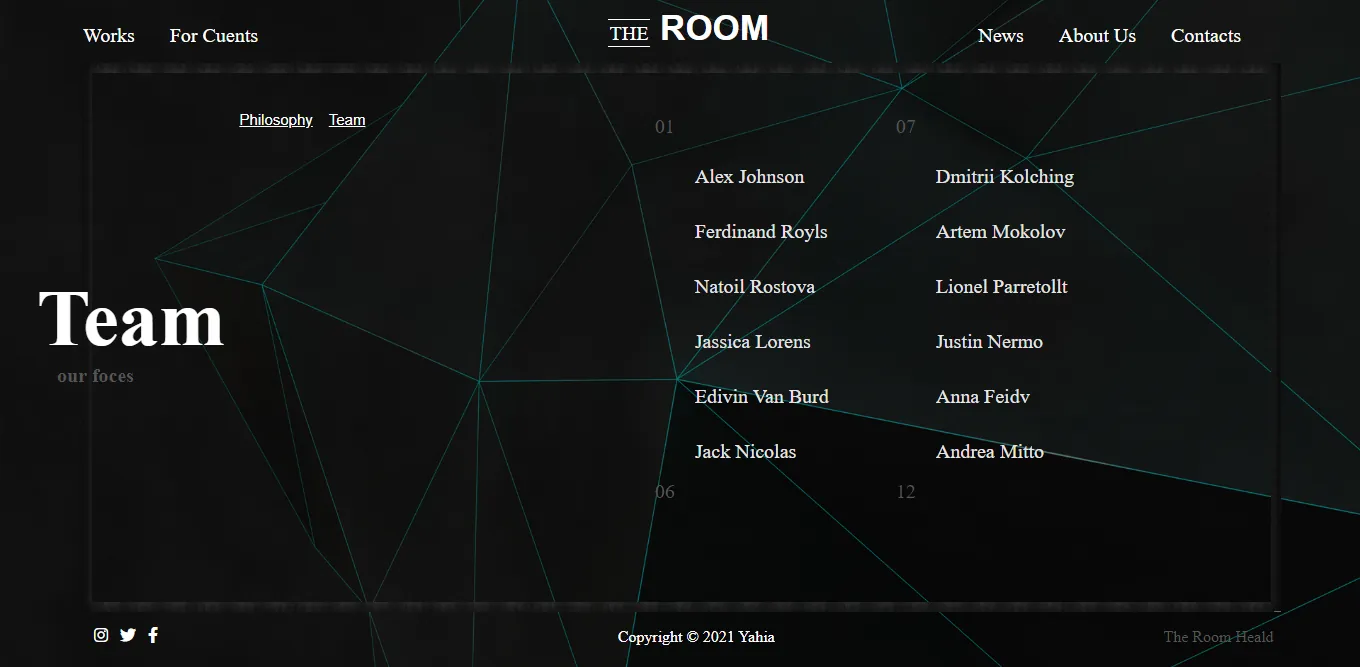 Works For Cuents THE ROOM News About Us Contacts
Philosophy Team
01 07
Alex Johnson Dmitrii Kolching
Ferdinand Royls Artem Mokolov
Natoil Rostova Lionel Parretollt
Jassica Lorens Justin Nermo
Edivin Van Burd Anna Feidv
Jack Nicolas Andrea Mitto
06 12
Team
our foces
Copyright © 2021 Yahia
The Room Heald